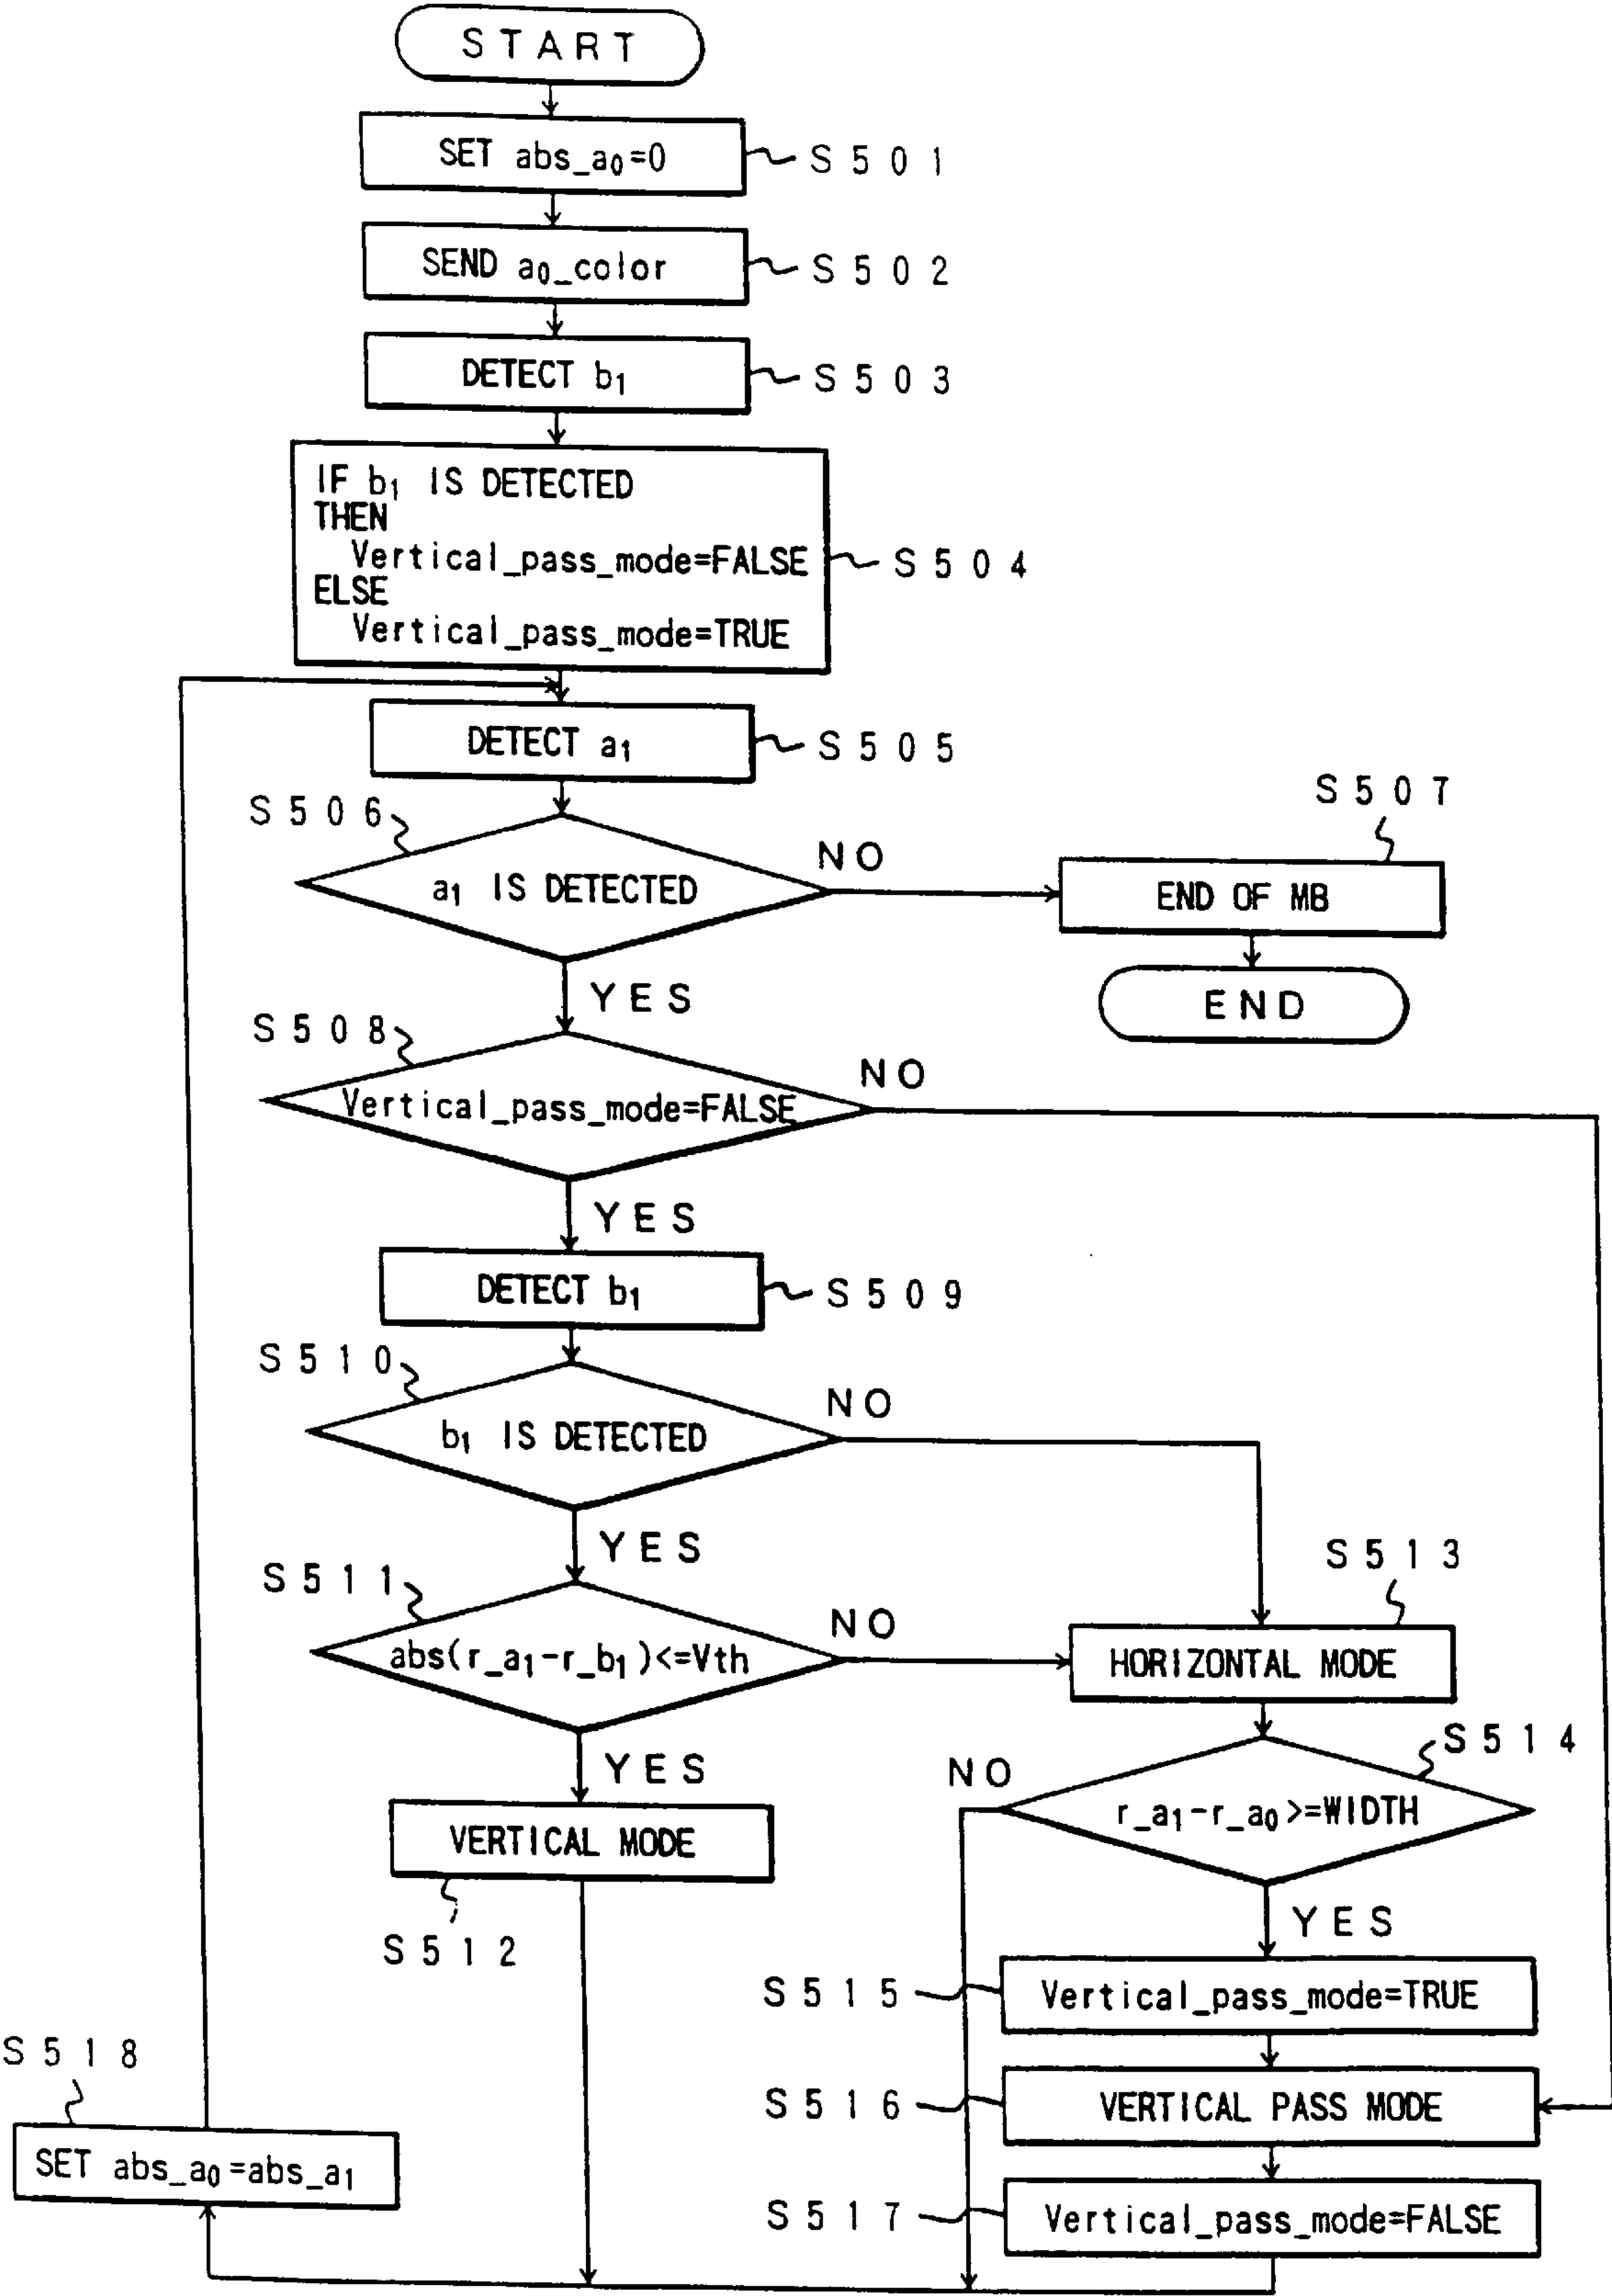 START
SET abs_a0=0
S501
SEND a0_color
S502
DETECT b1
S503
IF b1 IS DETECTED
THEN
Vertical_pass_mode=FALSE
S504
ELSE
Vertical_pass_mode=TRUE
DETECT a1
S505
S506
a1 IS DETECTED
NO
S507
END OF MB
END
YES
S508
Vertical_pass_mode=FALSE
NO
YES
DETECT b1
S509
S510
b1 IS DETECTED
NO
YES
S511
abs(r_a1-r_b1)<=Vth
NO
S513
HORIZONTAL MODE
YES
S514
NO
r_a1-r_a0>=WIDTH
VERTICAL MODE
S512
YES
S515
Vertical_pass_mode=TRUE
S516
VERTICAL PASS MODE
S517
Vertical_pass_mode=FALSE
S518
SET abs_a0=abs_a1